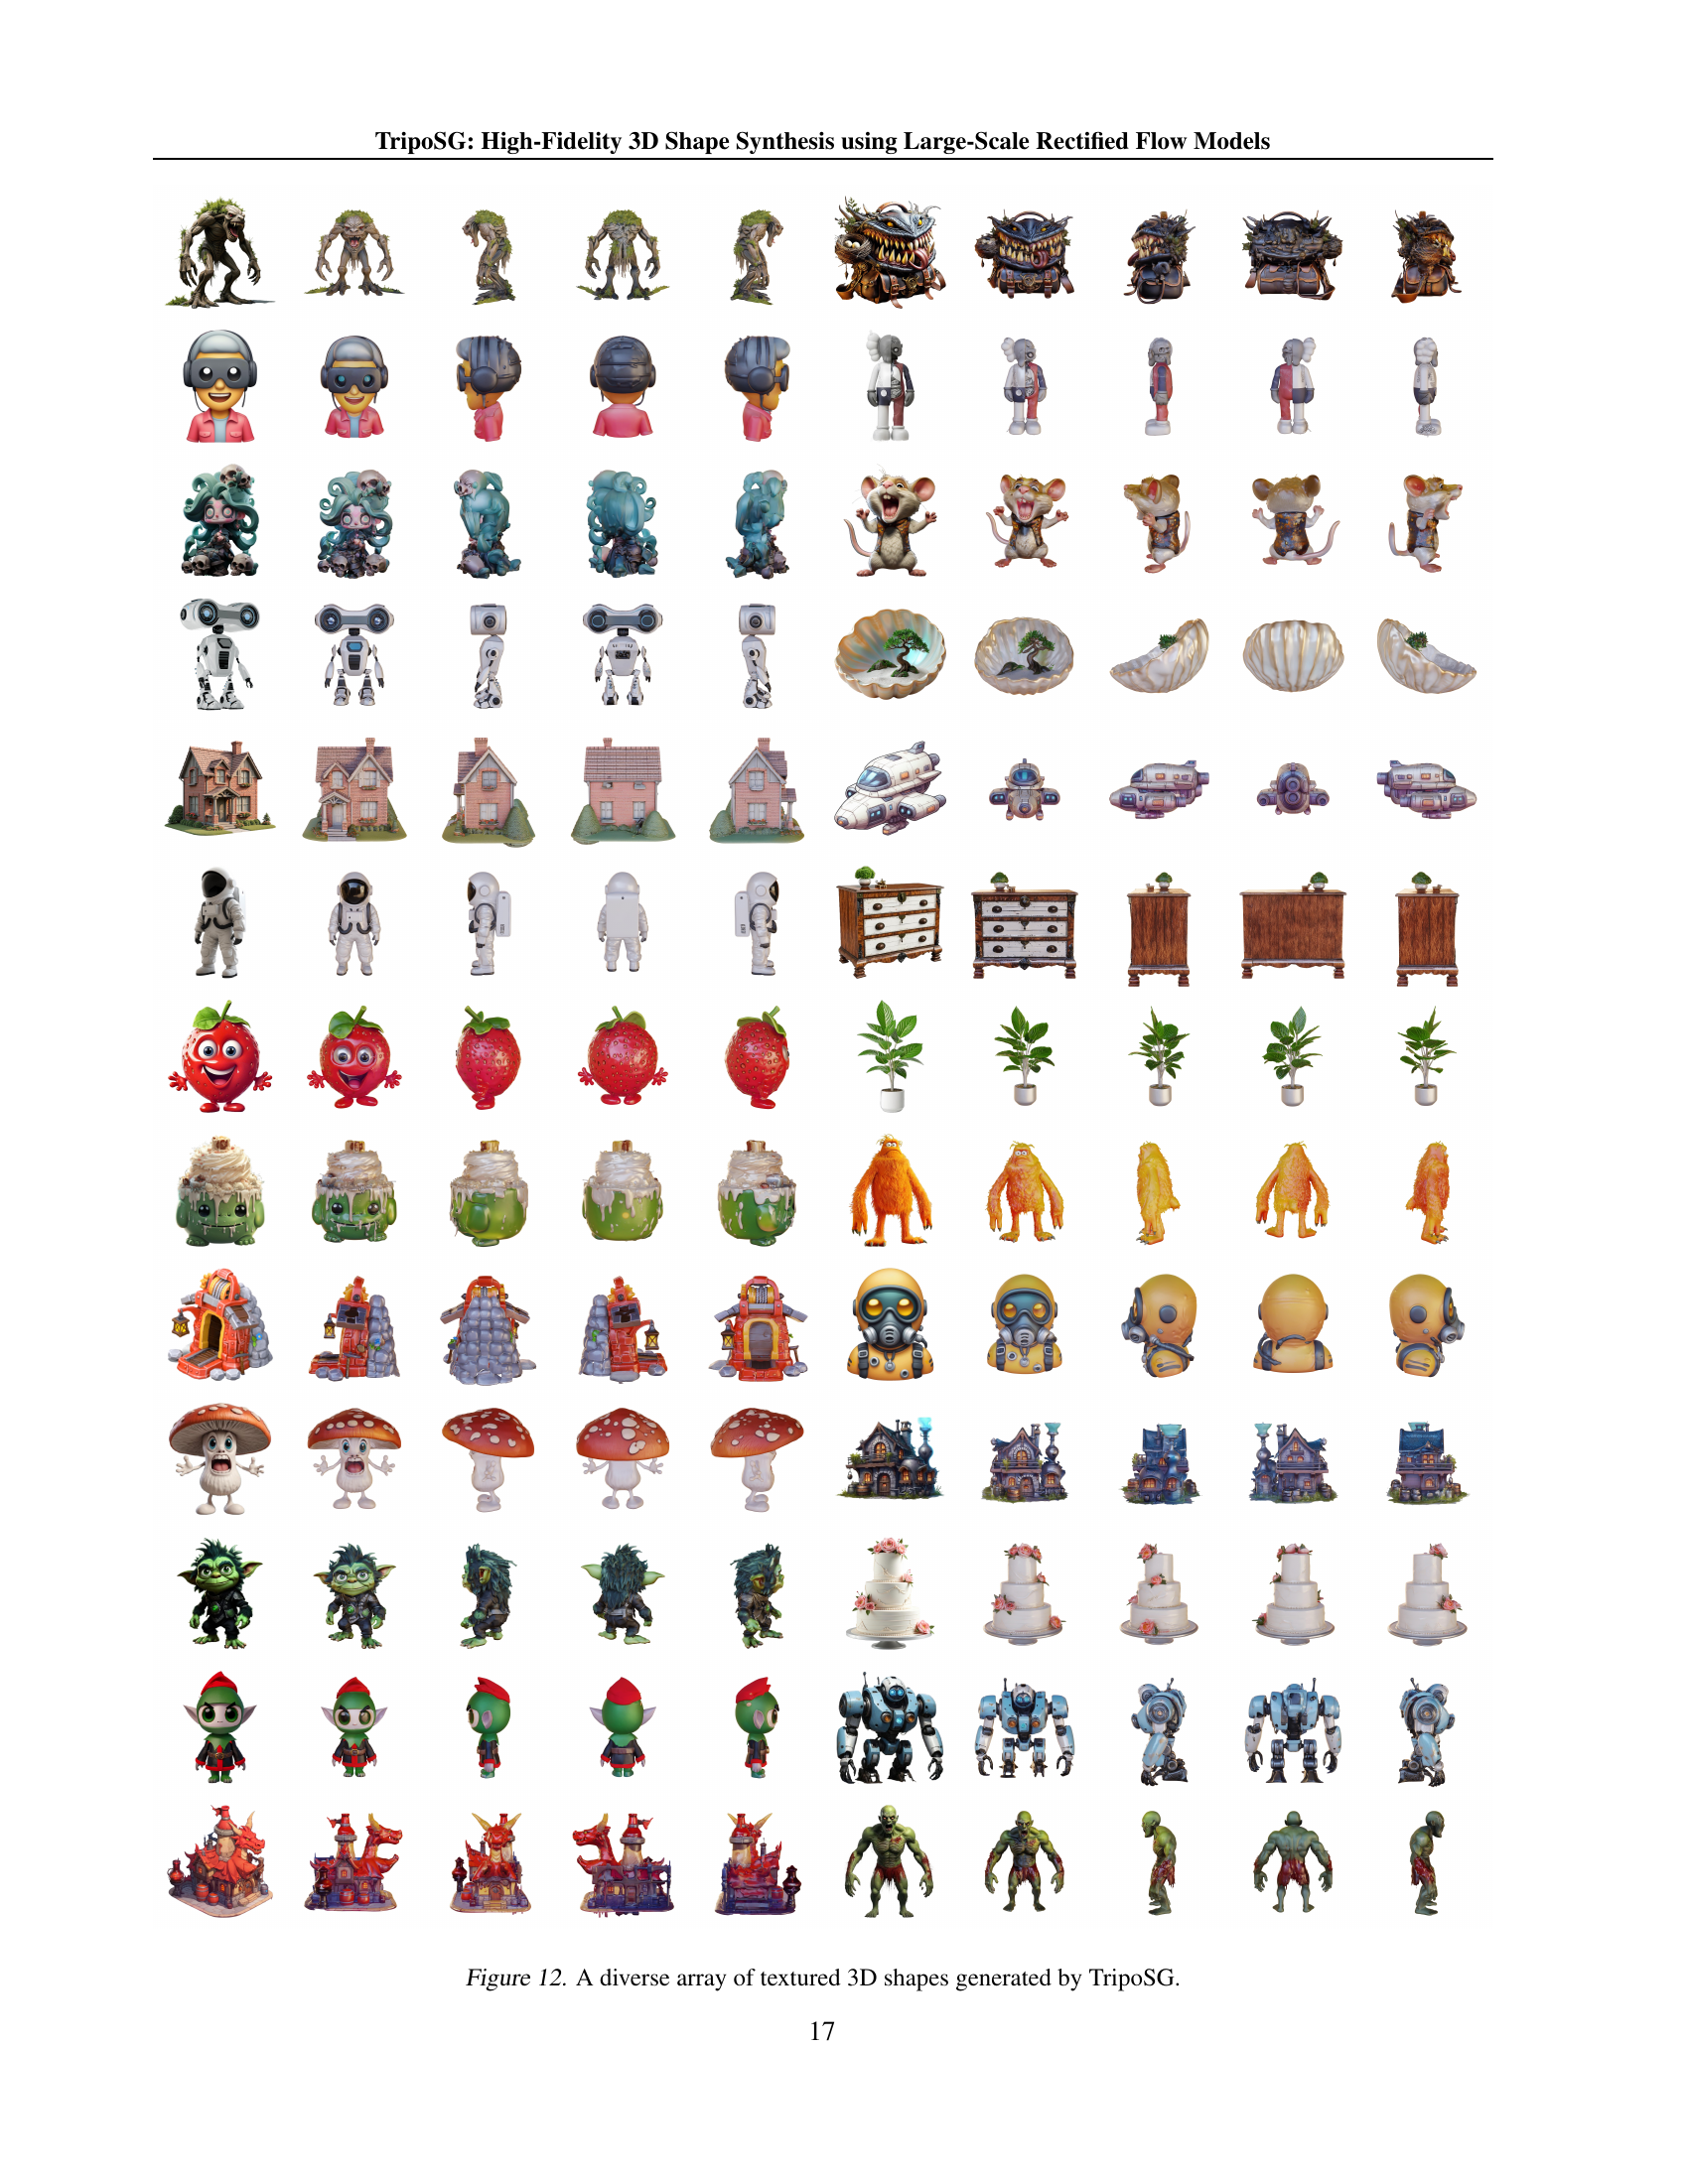 TripoSG: High-Fidelity 3D Shape Synthesis using Large-Scale Rectified Flow Models
Figure 12. A diverse array of textured 3D shapes generated by TripoSG.
17